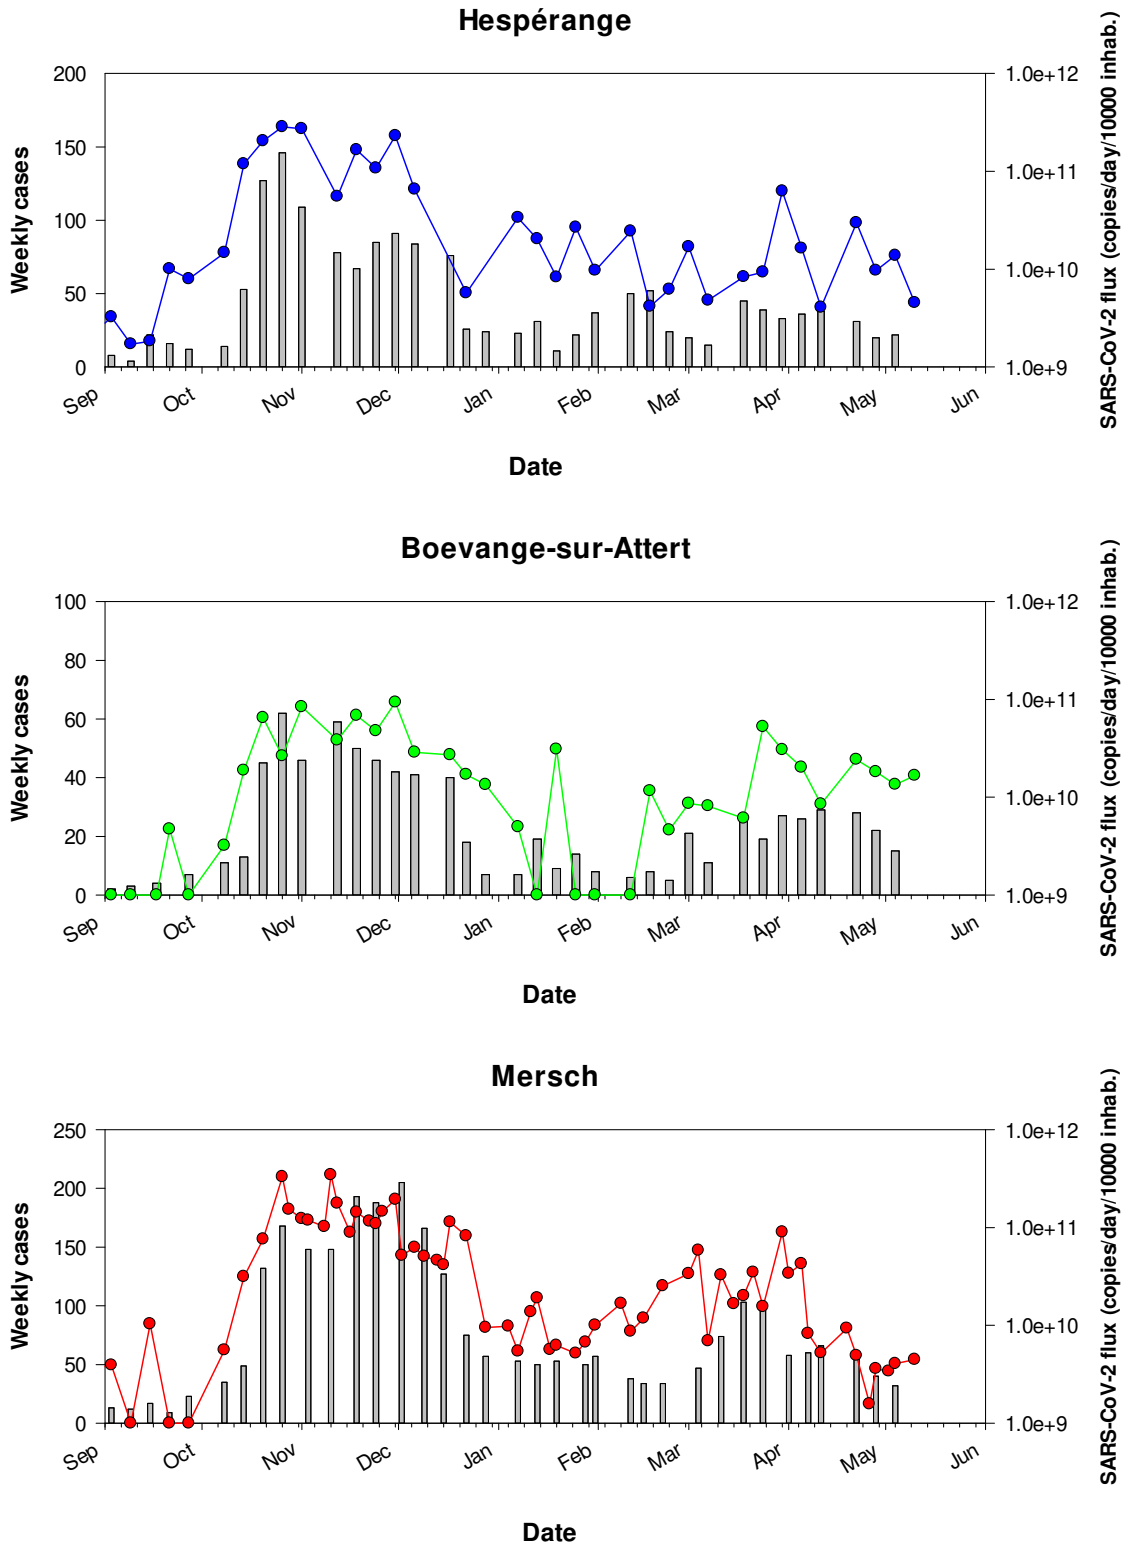 Hespérange
Weekly cases
200
150
100
50
0
1.0e+12
1.0e+11
1.0e+10
1.0e+9
SARS-CoV-2 flux (copies/day/10000 inhab.)
Sep Oct Nov Dec Jan Feb Mar Apr May Jun
Date
Boevange-sur-Attert
Weekly cases
100
80
60
40
20
0
1.0e+12
1.0e+11
1.0e+10
1.0e+9
SARS-CoV-2 flux (copies/day/10000 inhab.)
Sep Oct Nov Dec Jan Feb Mar Apr May Jun
Date
Mersch
Weekly cases
250
200
150
100
50
0
1.0e+12
1.0e+11
1.0e+10
1.0e+9
SARS-CoV-2 flux (copies/day/10000 inhab.)
Sep Oct Nov Dec Jan Feb Mar Apr May Jun
Date